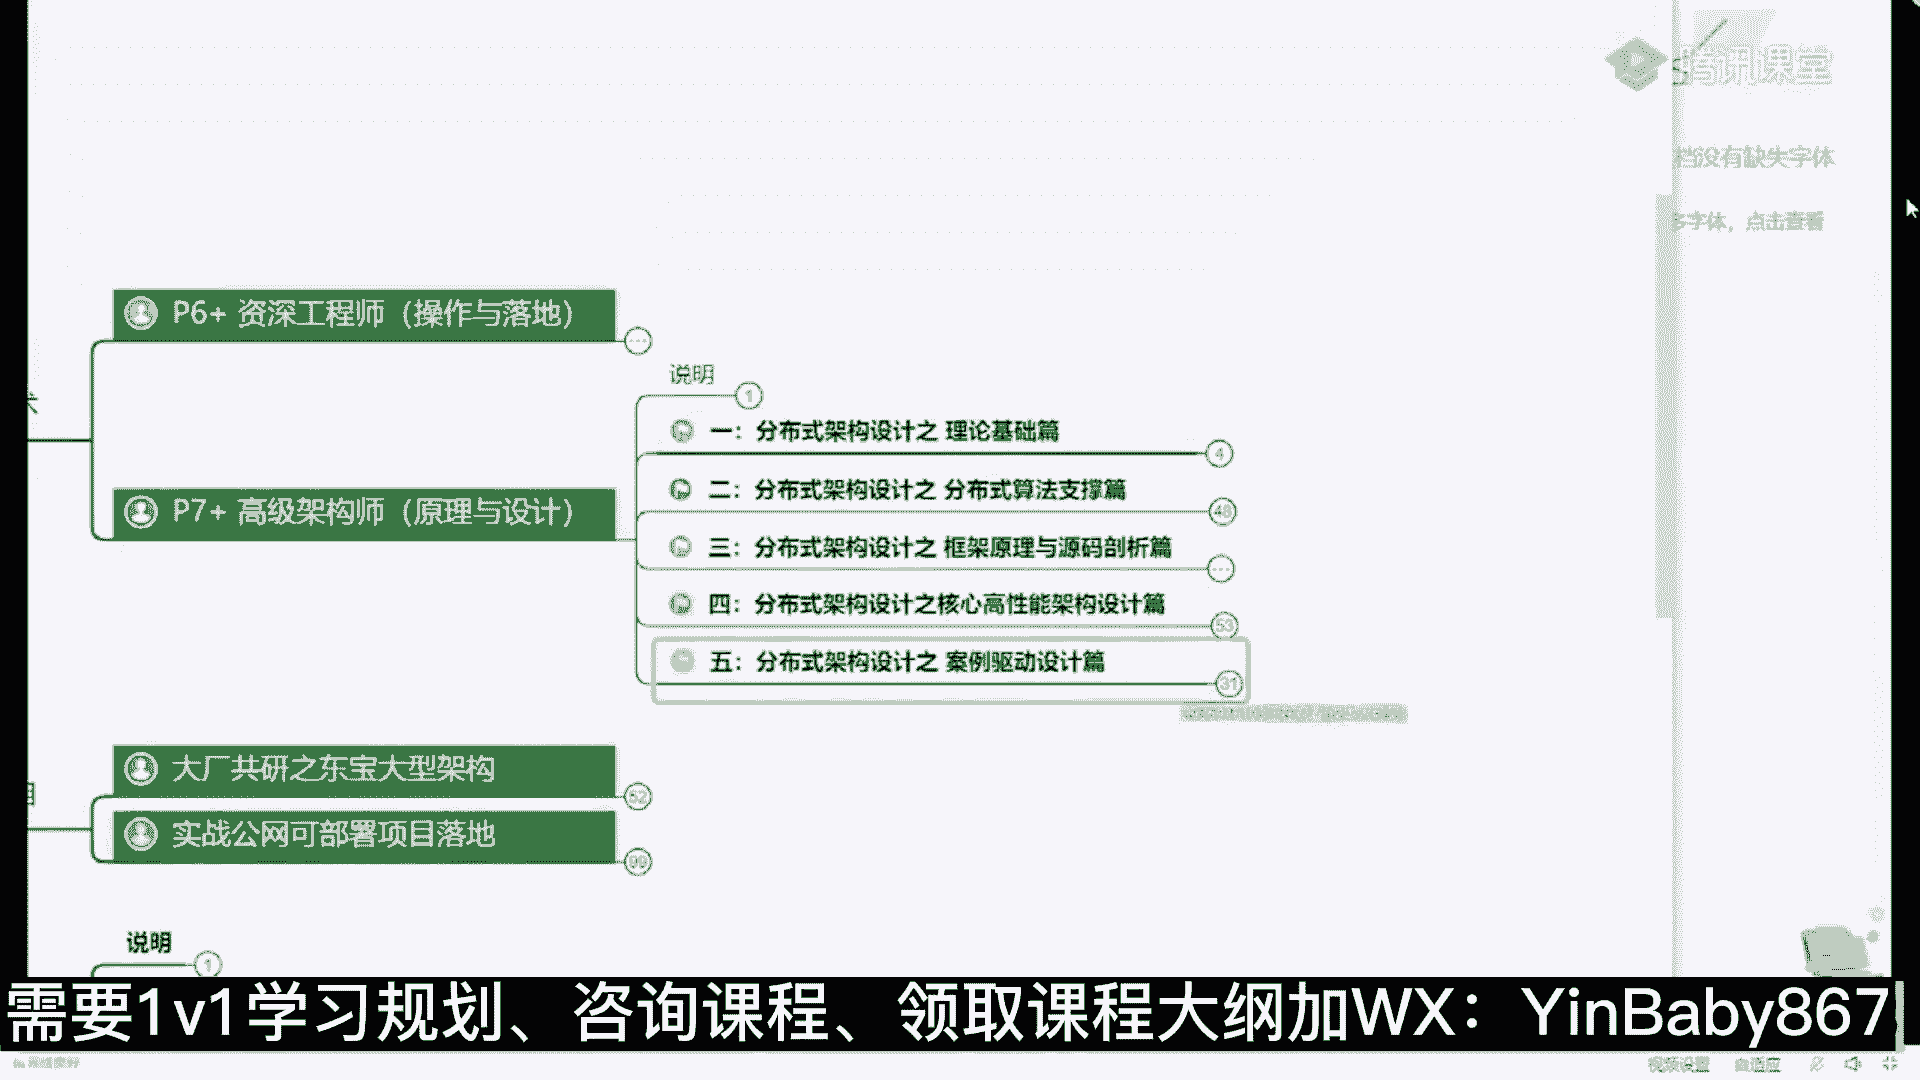 腾讯课堂
档没有缺失字体
多字体，点击查看
P6+ 资深工程师（操作与落地）
说明
1
一：分布式架构设计之 理论基础篇
4
二：分布式架构设计之 分布式算法支撑篇
48
P7+ 高级架构师（原理与设计）
三：分布式架构设计之 框架原理与源码剖析篇
四：分布式架构设计之核心高性能架构设计篇
53
五：分布式架构设计之 案例驱动设计篇
31
大厂共研之东宝大型架构
52
实战公网可部署项目落地
99
说明
1
需要1v1学习规划、咨询课程、领取课程大纲加WX：YinBaby867
视频设置 自适应